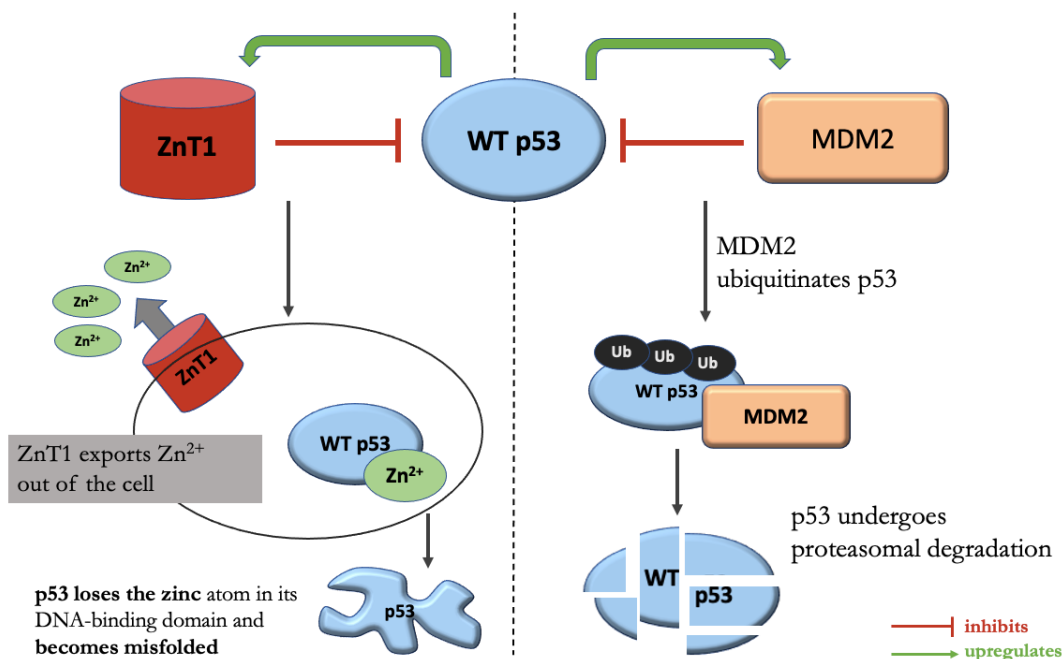 ZnT1
WT p53
MDM2
MDM2
ubiquitinates p53
Zn²⁺
Zn²⁺
Zn²⁺
ZnT1
Ub
Ub
Ub
WT p53
MDM2
WT p53
Zn²⁺
ZnT1 exports Zn²⁺
out of the cell
p53 undergoes
proteasomal degradation
WT
p53
p53 loses the zinc atom in its
DNA-binding domain and
becomes misfolded
p53
inhibits
upregulates